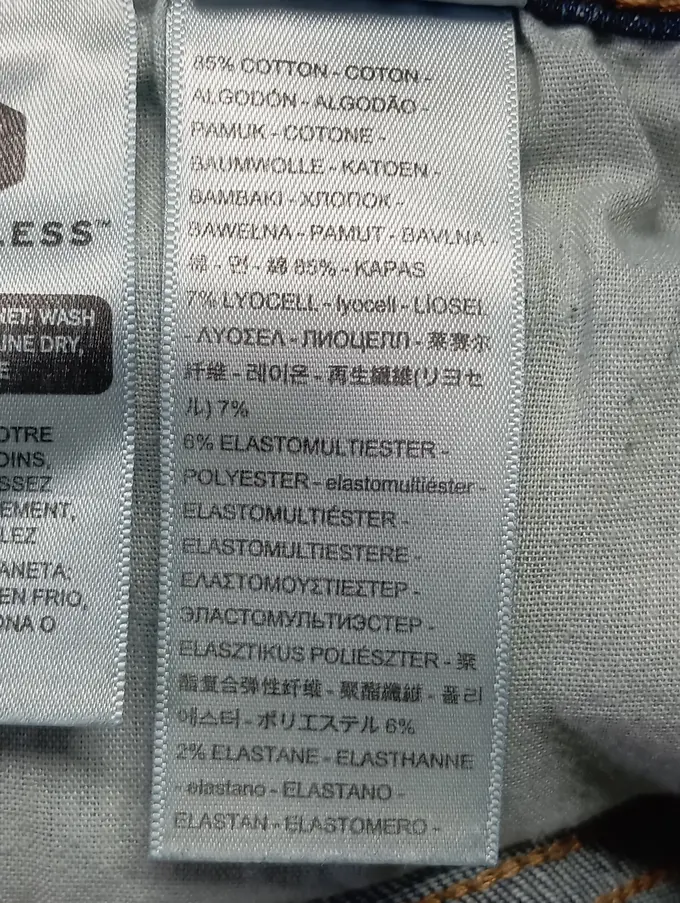 LESS™
NET: WASH
LINE DRY,
E
OTRE
OINS,
SSEZ
EMENT,
LEZ
ANETA:
EN FRIO,
ONA O
85% COTTON - COTON -
ALGODÓN - ALGODÃO -
PAMUK - COTONE -
BAUMWOLLE - KATOEN -
BAMBAKI - ХЛОПОК -
BAWEŁNA - PAMUT - BAVLNA -
棉 - 면 - 綿 85% - KAPAS
7% LYOCELL - lyocell - LİOSEL
- ΛΥΟΣΕΛ - ЛИОЦЕЛЛ - 莱赛尔
纤维 - 레이온 - 再生繊維(リヨセ
ル) 7%
6% ELASTOMULTIESTER -
POLYESTER - elastomultiéster -
ELASTOMULTIÉSTER -
ELASTOMULTIESTERE -
ΕΛΑΣΤΟΜΟΥΣΤΙΕΣΤΕΡ -
ЭЛАСТОМУЛЬТИЭСТЕР -
ELASZTIKUS POLIÉSZTER - 聚
酯复合弹性纤维 - 聚酯纖維 - 폴리
에스터 - ポリエステル 6%
2% ELASTANE - ELASTHANNE
- elastano - ELASTANO -
ELASTAN - ELASTOMERO -